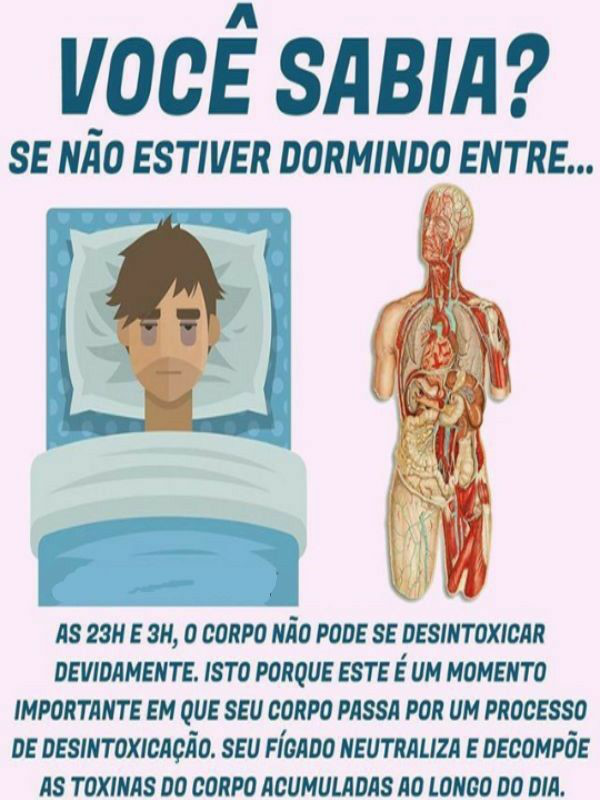 VOCÊ SABIA?
SE NÃO ESTIVER DORMINDO ENTRE...
AS 23H E 3H, O CORPO NÃO PODE SE DESINTOXICAR
DEVIDAMENTE. ISTO PORQUE ESTE É UM MOMENTO
IMPORTANTE EM QUE SEU CORPO PASSA POR UM PROCESSO
DE DESINTOXICAÇÃO. SEU FÍGADO NEUTRALIZA E DECOMPÕE
AS TOXINAS DO CORPO ACUMULADAS AO LONGO DO DIA.